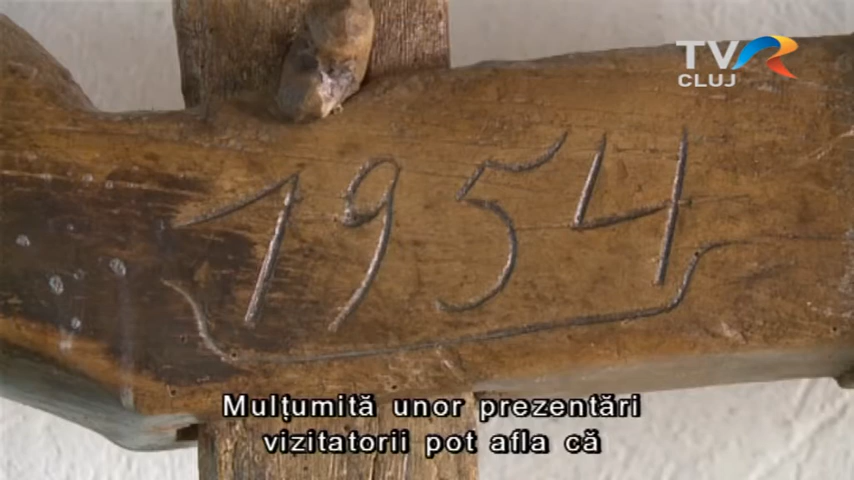 TVR
CLUJ
1954
Mulțumită unor prezentări
vizitatorii pot afla că